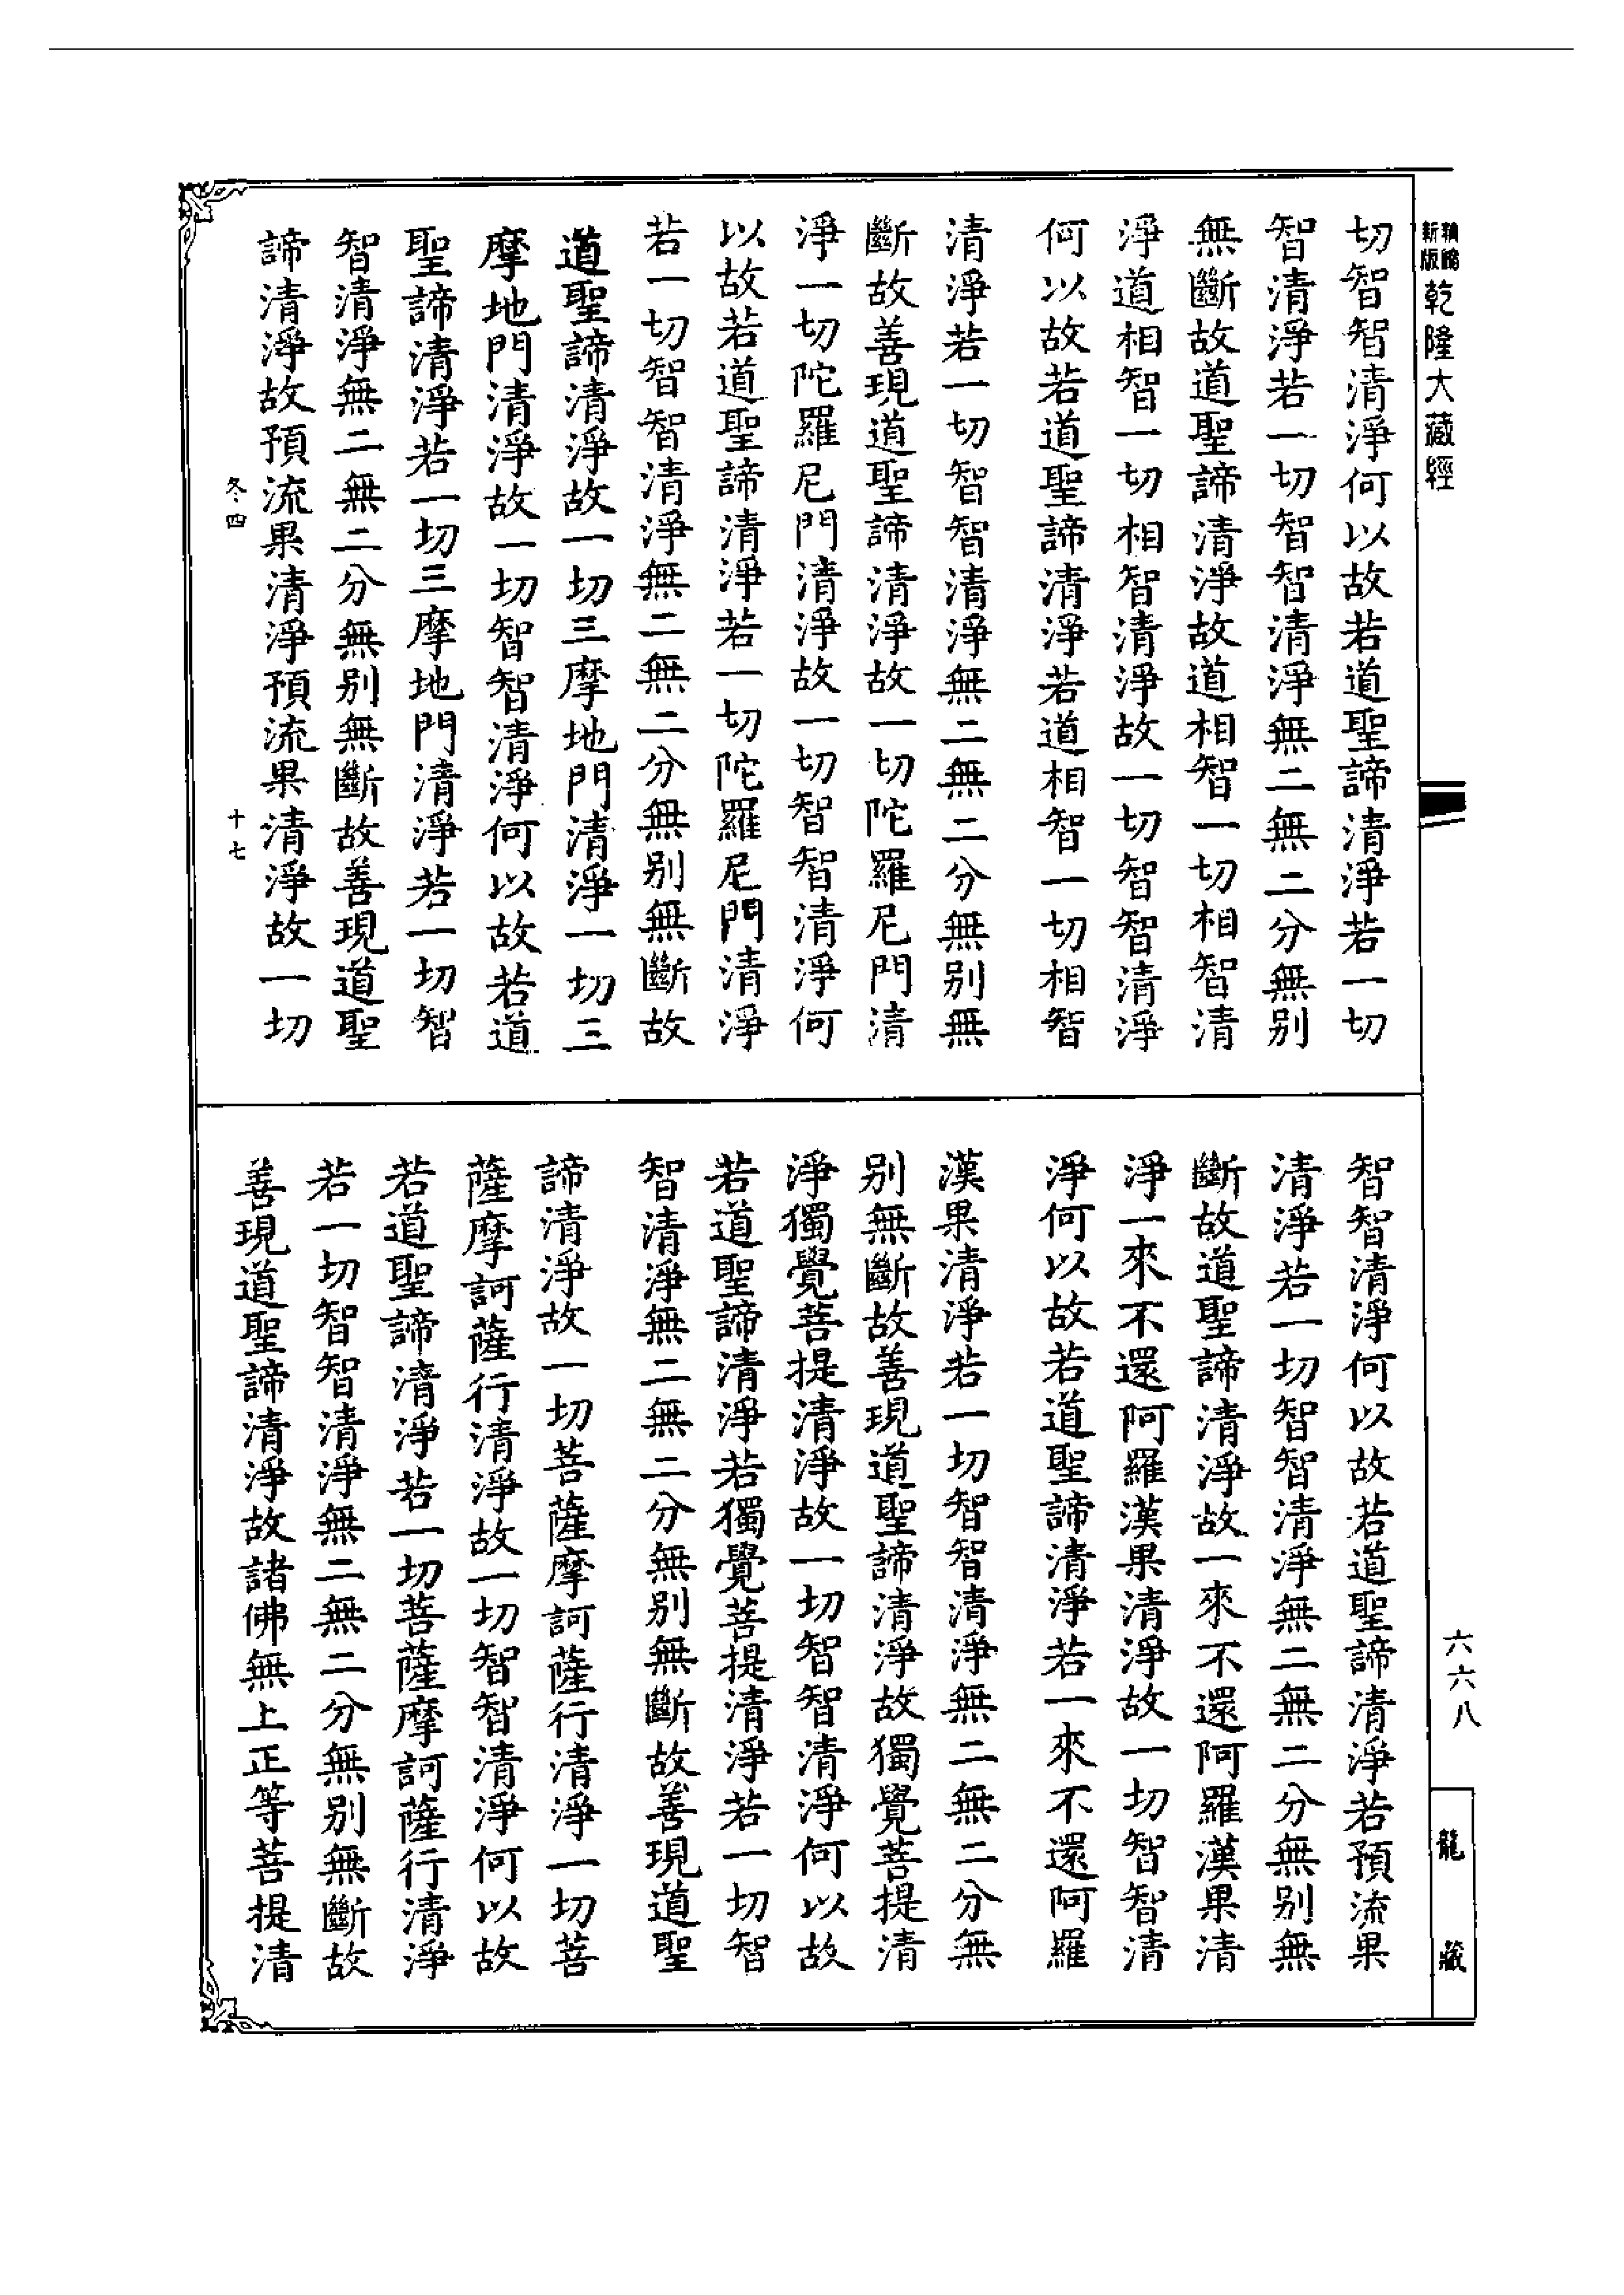 新版 精縮 乾隆大藏經
切智智清淨何以故若道聖諦清淨若一切
智清淨若一切智智清淨無二無二分無别
無斷故道聖諦清淨故道相智一切相智清
淨道相智一切相智清淨故一切智智清淨
何以故若道聖諦清淨若道相智一切相智
清淨若一切智智清淨無二無二分無别無
斷故善現道聖諦清淨故一切陀羅尼門清
淨一切陀羅尼門清淨故一切智智清淨何
以故若道聖諦清淨若一切陀羅尼門清淨
若一切智智清淨無二無二分無别無斷故
道聖諦清淨故一切三摩地門清淨一切三
摩地門清淨故一切智智清淨何以故若道
聖諦清淨若一切三摩地門清淨若一切智
智清淨無二無二分無别無斷故善現道聖
諦清淨故預流果清淨預流果清淨故一切
冬四 十七
智智清淨何以故若道聖諦清淨若預流果
清淨若一切智智清淨無二無二分無别無
斷故道聖諦清淨故一來不還阿羅漢果清
淨一來不還阿羅漢果清淨故一切智智清
淨何以故若道聖諦清淨若一來不還阿羅
漢果清淨若一切智智清淨無二無二分無
别無斷故善現道聖諦清淨故獨覺菩提清
淨獨覺菩提清淨故一切智智清淨何以故
若道聖諦清淨若獨覺菩提清淨若一切智
智清淨無二無二分無别無斷故善現道聖
諦清淨故一切菩薩摩訶薩行清淨一切菩
薩摩訶薩行清淨故一切智智清淨何以故
若道聖諦清淨若一切菩薩摩訶薩行清淨
若一切智智清淨無二無二分無别無斷故
善現道聖諦清淨故諸佛無上正等菩提清
六六八
龍藏